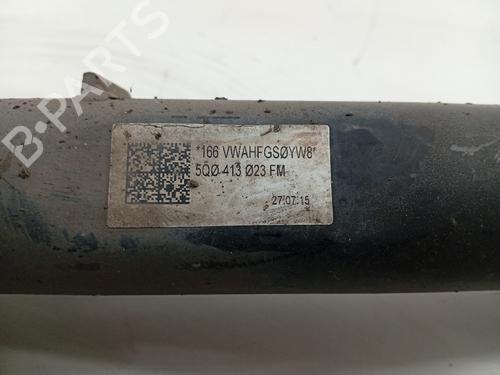 B-PARTS
*166 VWAHFGSØYW8*
5QØ 413 Ø23 FM
27.07.15